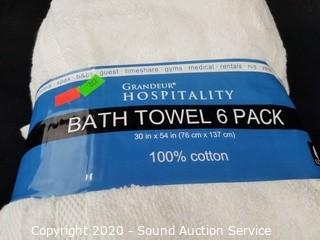 spas b&bs guest timeshare gyms medical rentals rvs
GRANDEUR®
HOSPITALITY
BATH TOWEL 6 PACK
30 in x 54 in (76 cm x 137 cm)
100% cotton
Copyright 2020 - Sound Auction Service